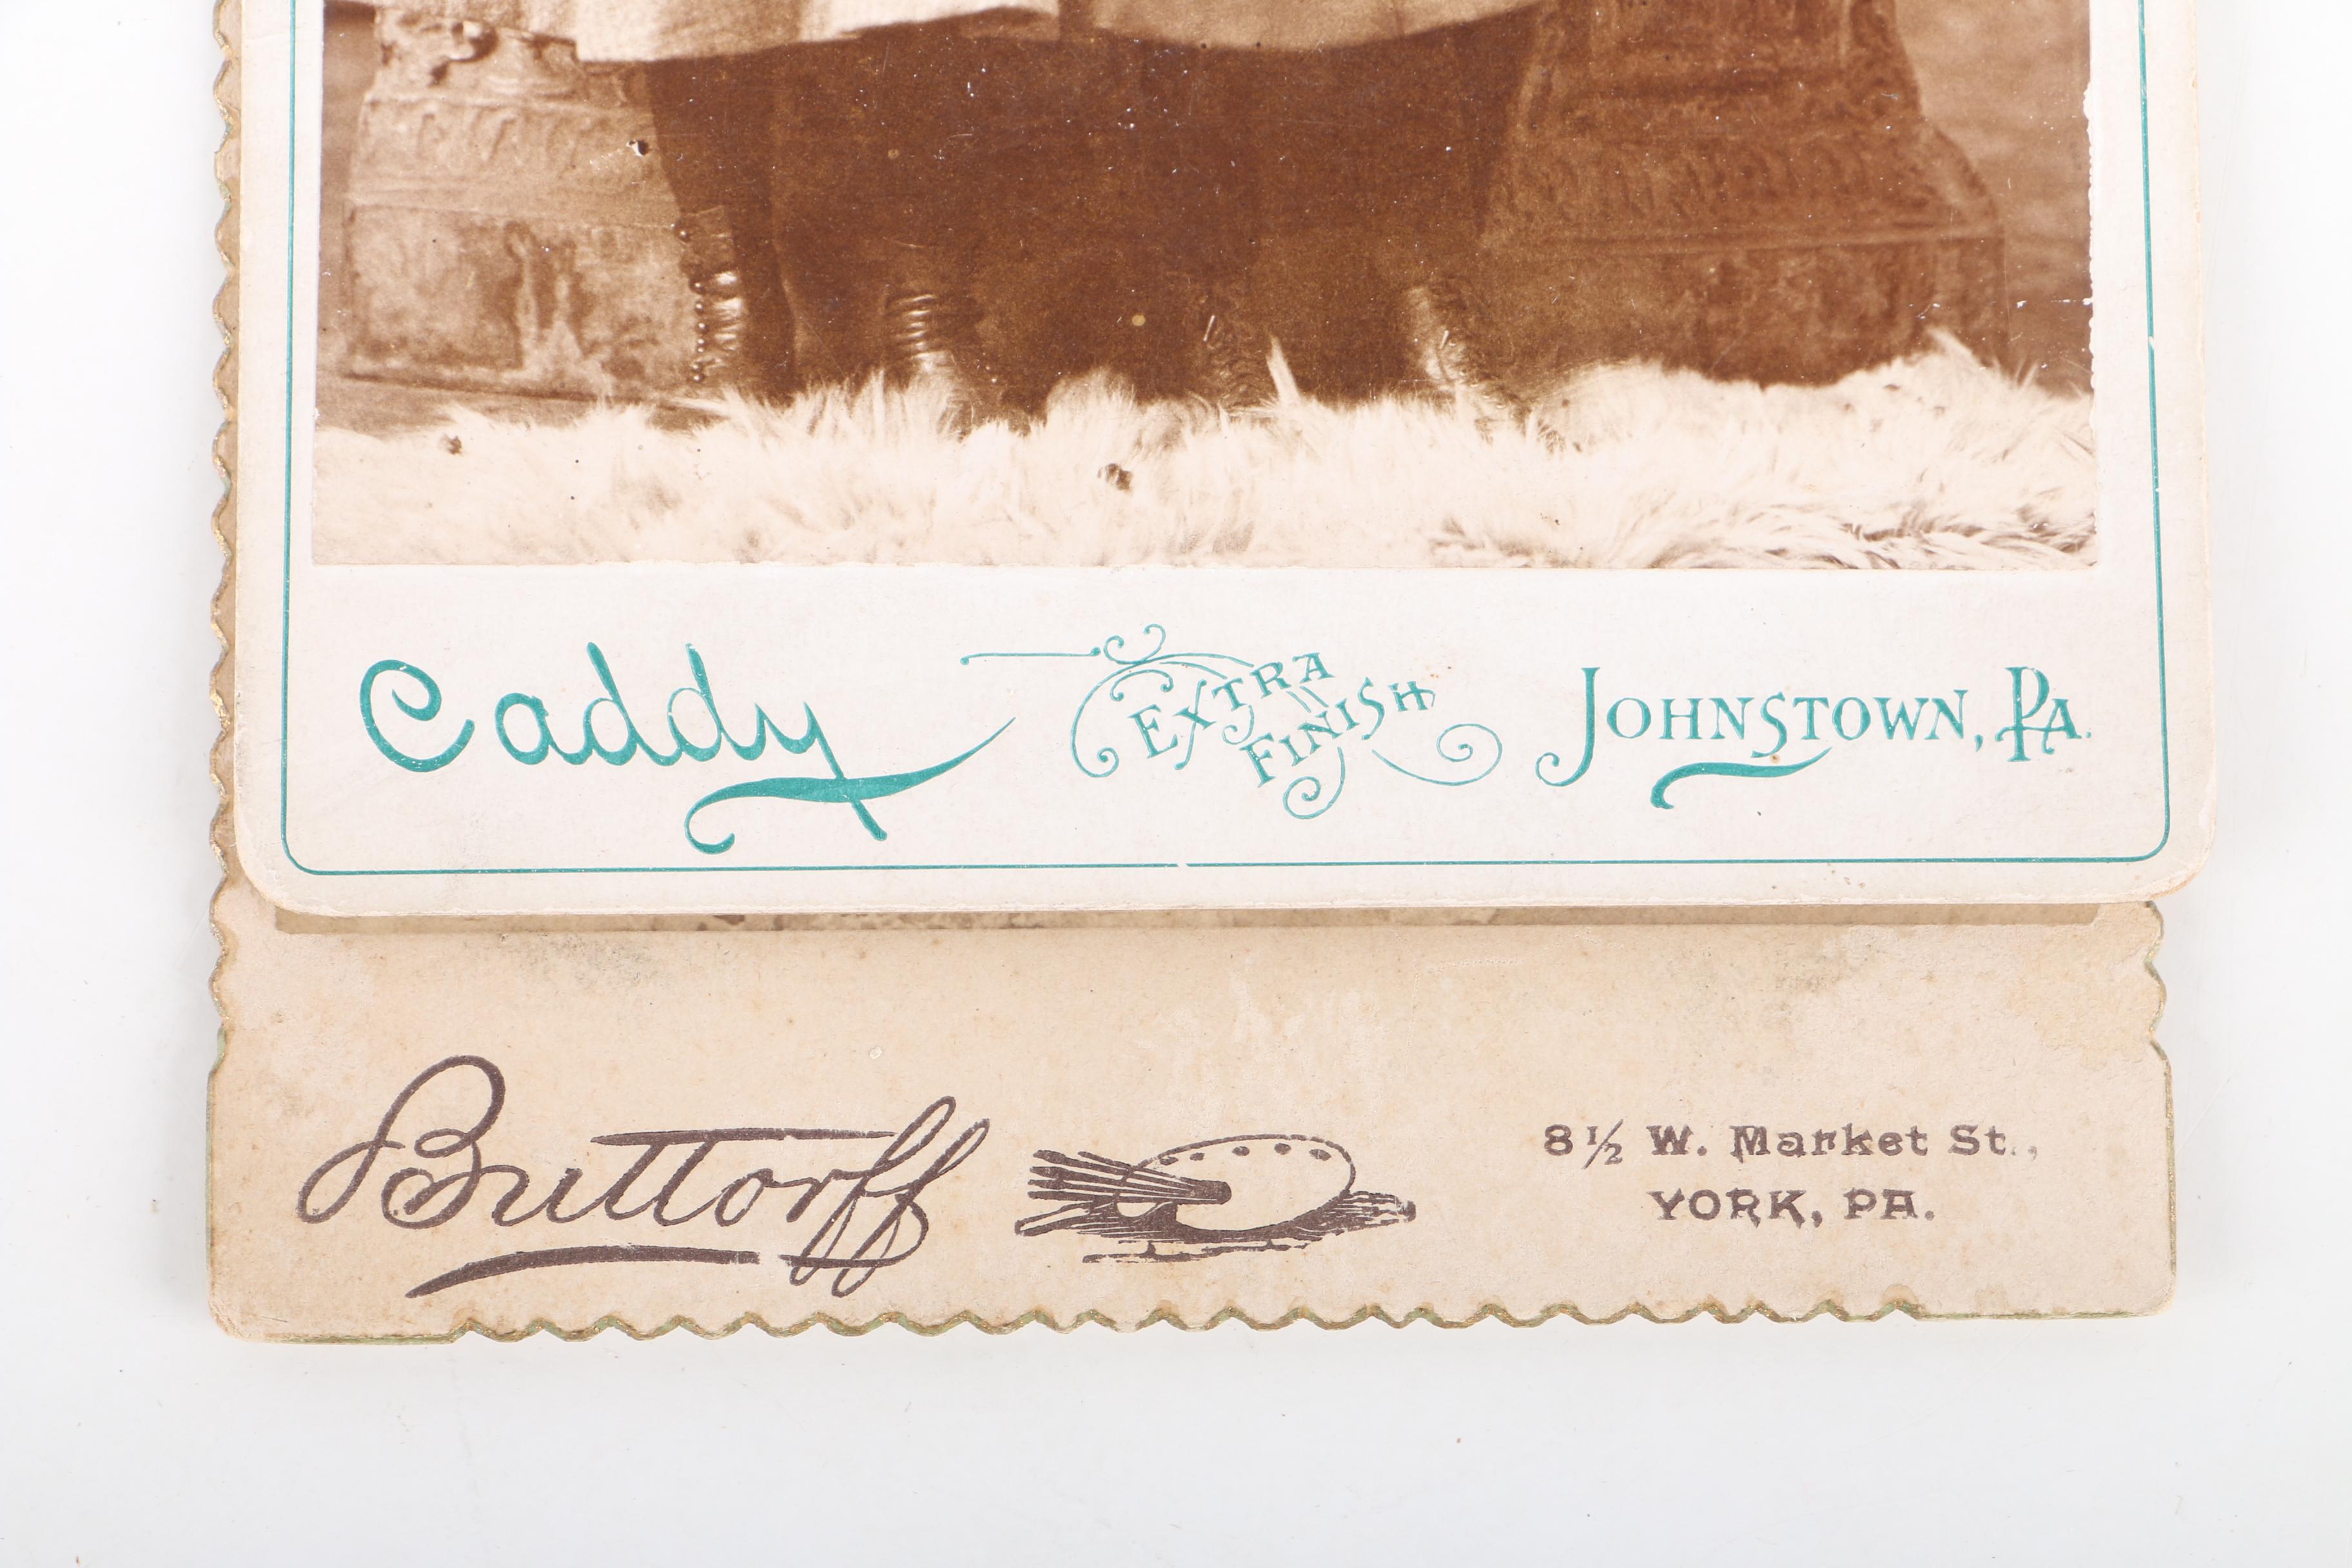 Caddy
EXTRA
FINISH
JOHNSTOWN, PA.
Buttorff
8½ W. Market St.,
YORK, PA.